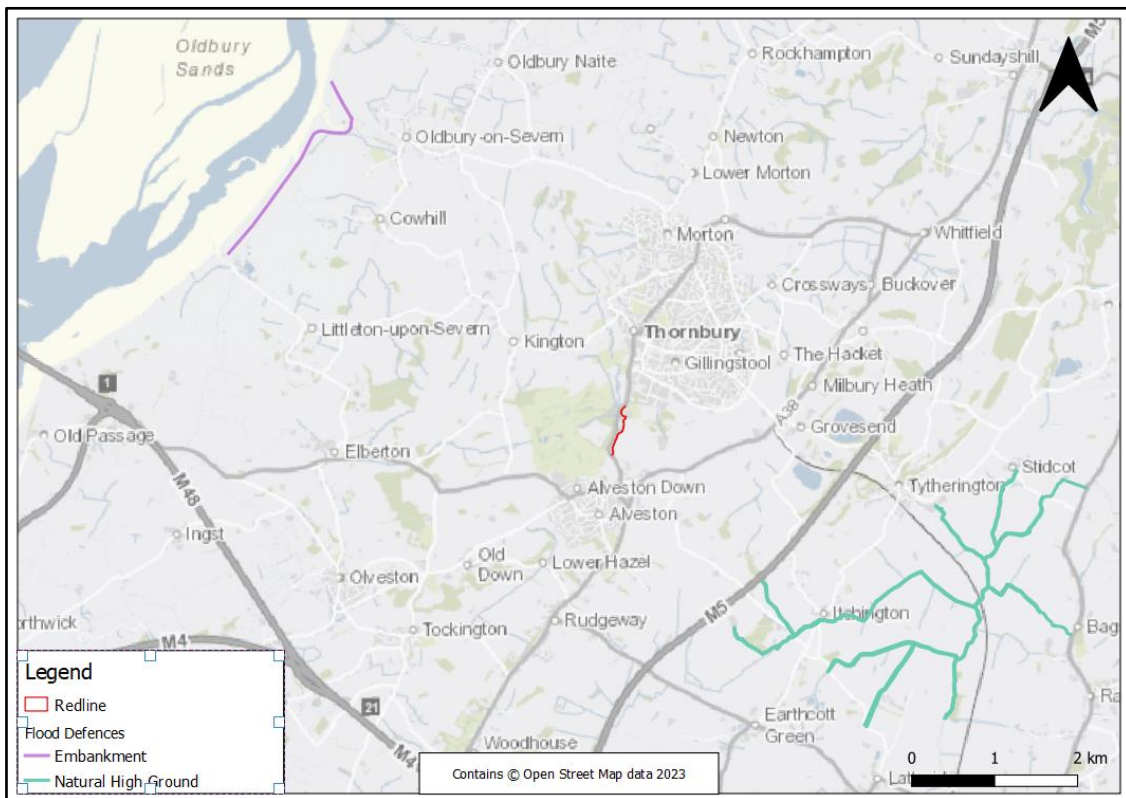 Oldbury
Sands
Oldbury Naite
Rockhampton
Sundayshill
M5
Oldbury-on-Severn
Newton
Lower Morton
Cowhill
Morton
Whitfield
Crossways
Buckover
Littleton-upon-Severn
Kington
Thornbury
The Hacket
Gillingstool
Milbury Heath
1
A38
Old Passage
Grovesend
Elberton
Stidcot
M48
Alveston Down
Tytherington
Alveston
Ingst
Old
Down
Lower Hazel
Olveston
M5
Itchington
Rudgeway
Tockington
M4
21
Earthcott
Green
Woodhouse
Legend
Redline
Flood Defences
Embankment
Natural High Ground
Contains © Open Street Map data 2023
0 1 2 km